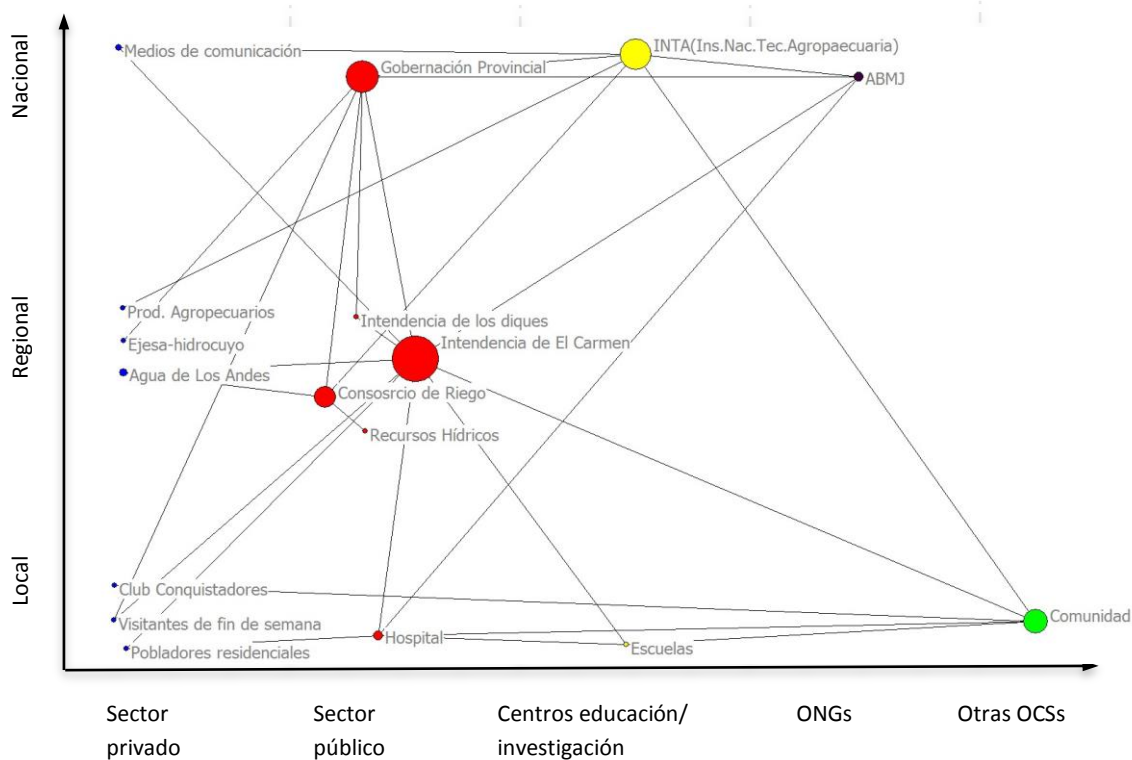 Nacional
Regional
Local
Medios de comunicación
INTA(Ins.Nac.Tec.Agropaecuaria)
Gobernación Provincial
ABMJ
Prod. Agropecuarios
Intendencia de los diques
Ejesa-hidrocuyo
Intendencia de El Carmen
Agua de Los Andes
Consosrcio de Riego
Recursos Hídricos
Club Conquistadores
Comunidad
Visitantes de fin de semana
Hospital
Escuelas
Pobladores residenciales
Sector
privado
Sector
público
Centros educación/
investigación
ONGs
Otras OCSs